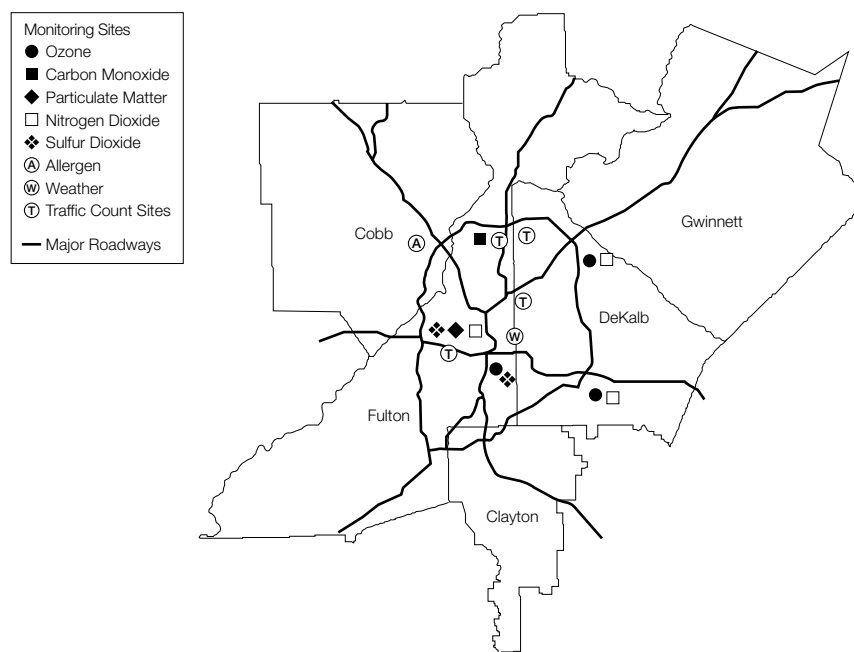 Monitoring Sites
Ozone
Carbon Monoxide
Particulate Matter
Nitrogen Dioxide
Sulfur Dioxide
A Allergen
W Weather
T Traffic Count Sites
Major Roadways
Cobb
A
T
T
Gwinnett
T
DeKalb
W
T
Fulton
Clayton